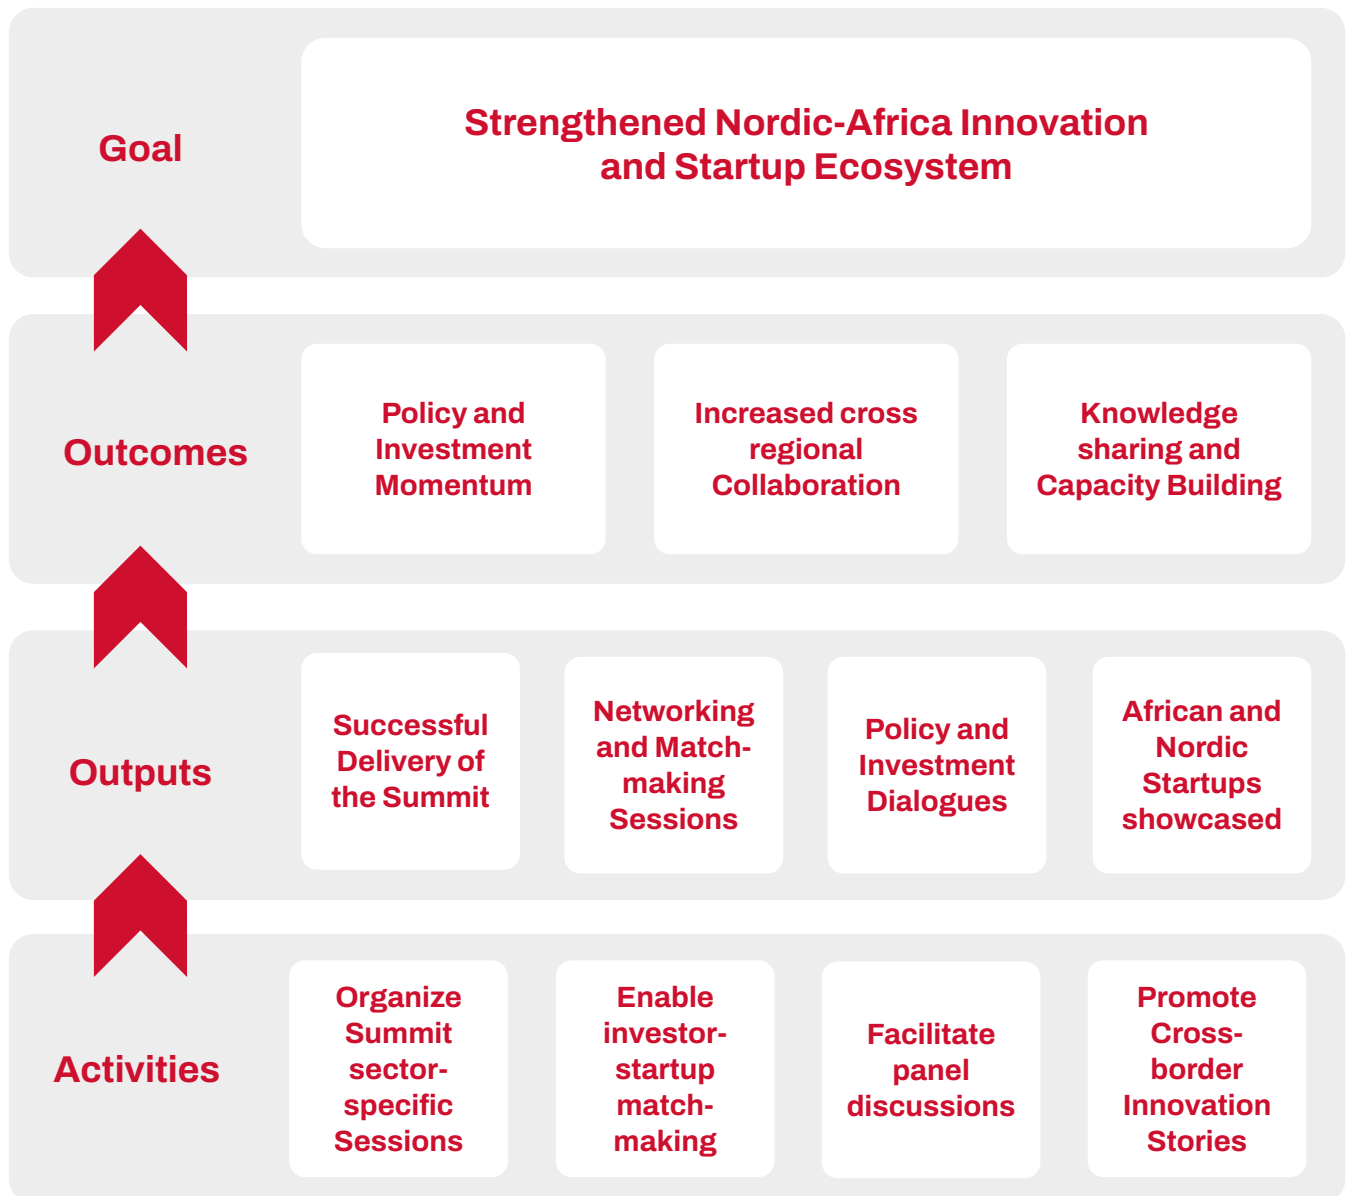 Goal
Strengthened Nordic-Africa Innovation
and Startup Ecosystem
Outcomes
Policy and
Investment
Momentum
Increased cross
regional
Collaboration
Knowledge
sharing and
Capacity Building
Outputs
Successful
Delivery of
the Summit
Networking
and Match-
making
Sessions
Policy and
Investment
Dialogues
African and
Nordic
Startups
showcased
Activities
Organize
Summit
sector-
specific
Sessions
Enable
investor-
startup
match-
making
Facilitate
panel
discussions
Promote
Cross-
border
Innovation
Stories